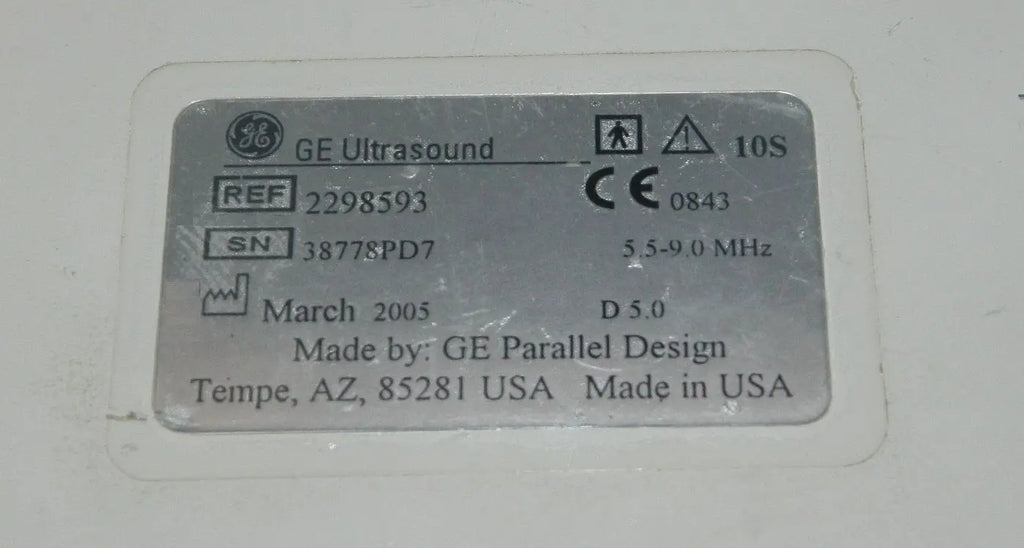 GE Ultrasound 10S
REF 2298593 CE 0843
SN 38778PD7 5.5-9.0 MHz
March 2005 D 5.0
Made by: GE Parallel Design
Tempe, AZ, 85281 USA Made in USA